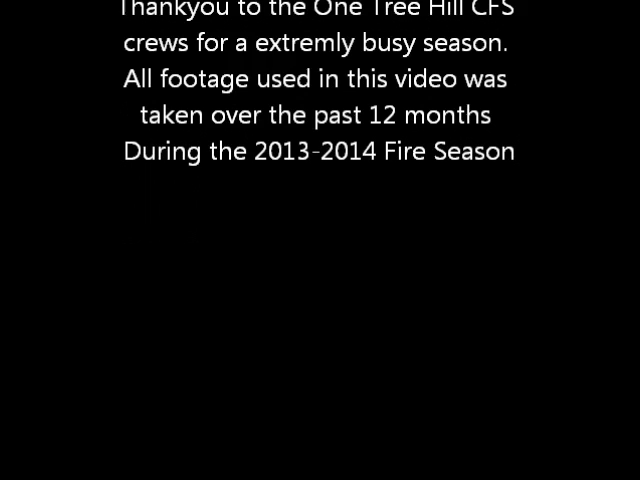 Thankyou to the One Tree Hill CFS
crews for a extremly busy season.
All footage used in this video was
taken over the past 12 months
During the 2013-2014 Fire Season